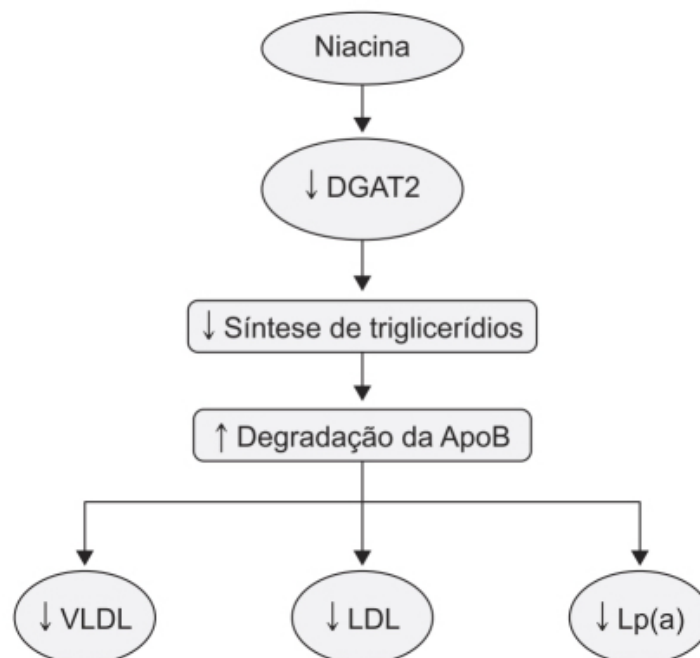 Niacina
↓ DGAT2
↓ Síntese de triglicerídios
↑ Degradação da ApoB
↓ VLDL
↓ LDL
↓ Lp(a)